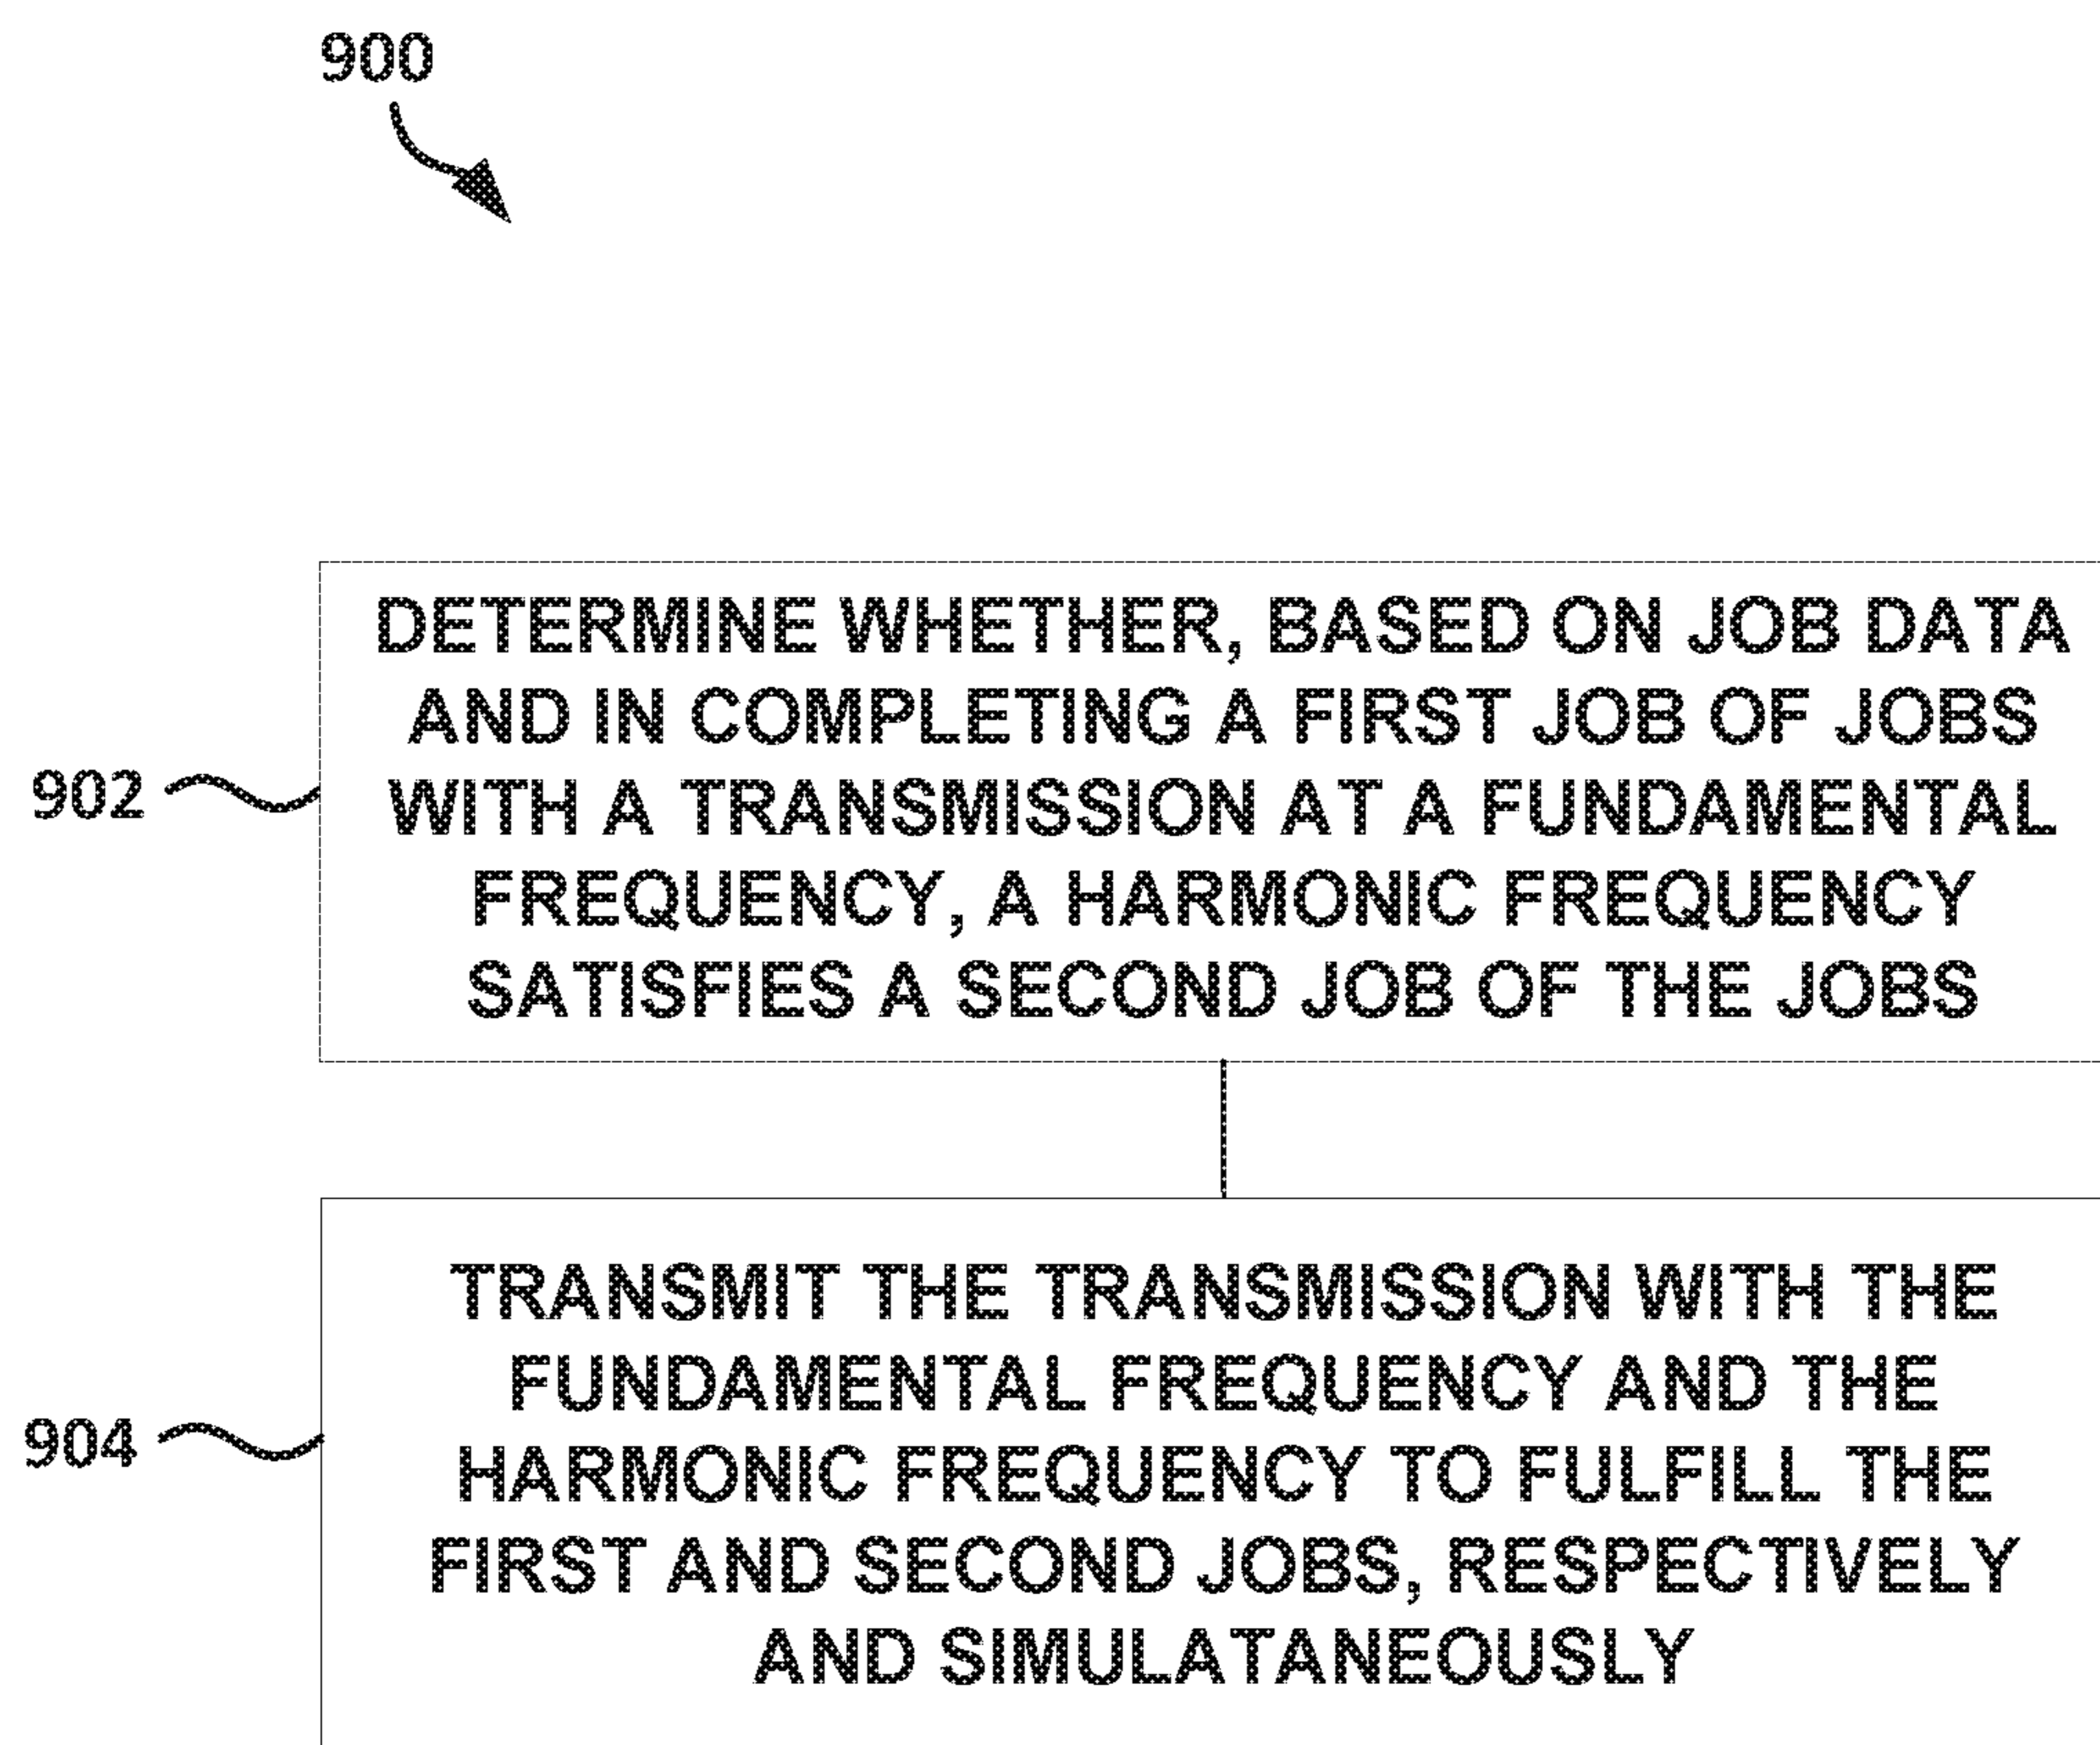 900
DETERMINE WHETHER, BASED ON JOB DATA
AND IN COMPLETING A FIRST JOB OF JOBS
WITH A TRANSMISSION AT A FUNDAMENTAL
FREQUENCY, A HARMONIC FREQUENCY
SATISFIES A SECOND JOB OF THE JOBS
902
TRANSMIT THE TRANSMISSION WITH THE
FUNDAMENTAL FREQUENCY AND THE
HARMONIC FREQUENCY TO FULFILL THE
FIRST AND SECOND JOBS, RESPECTIVELY
AND SIMULATANEOUSLY
904